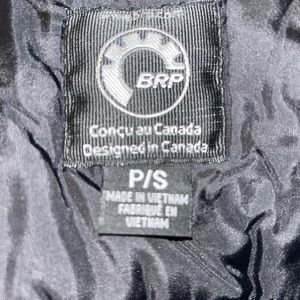 BRP
Conçu au Canada
Designed in Canada
P/S
MADE IN VIETNAM
FABRIQUÉ EN
VIETNAM